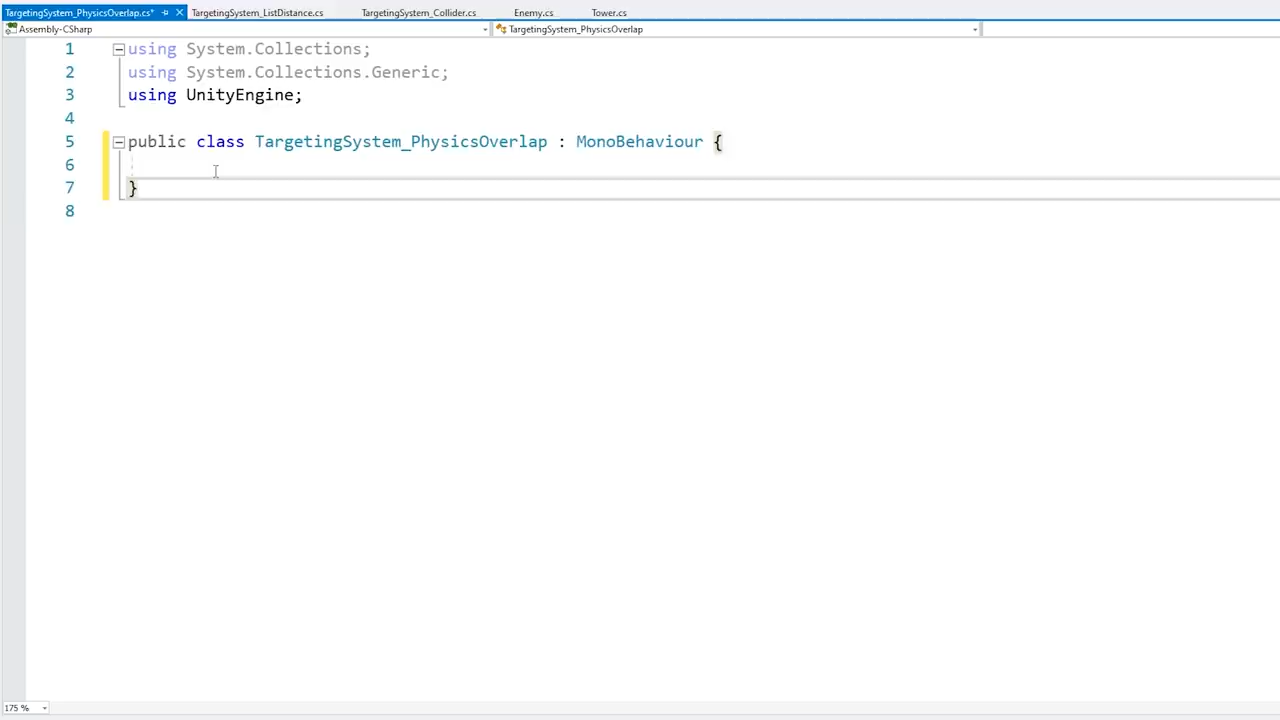 TargetingSystem_PhysicsOverlap.cs* TargetingSystem_ListDistance.cs TargetingSystem_Collider.cs Enemy.cs Tower.cs
Assembly-CSharp TargetingSystem_PhysicsOverlap
1 using System.Collections;
2 using System.Collections.Generic;
3 using UnityEngine;
4
5 public class TargetingSystem_PhysicsOverlap : MonoBehaviour {
6
7 }
8
175 %